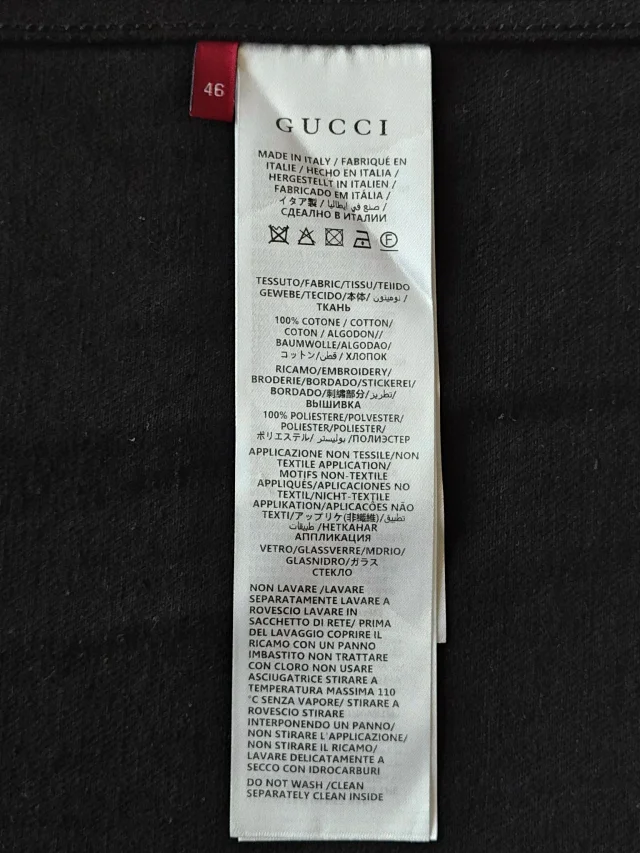 46
GUCCI
MADE IN ITALY / FABRIQUÉ EN
ITALIE / HECHO EN ITALIA /
HERGESTELLT IN ITALIEN /
FABRICADO EM ITÁLIA /
イタア製 / صنع في ايطاليا /
СДЕАЛНО В ИТАЛИИ
F
TESSUTO/FABRIC/TISSU/TEJIDO
GEWEBE/TECIDO/本体/
ТКАНЬ
100% COTONE / COTTON/
COTON / ALGODON//
BAUMWOLLE/ALGODAO/
コットン/قطن/ ХЛОПОК
RICAMO/EMBROIDERY/
BRODERIE/BORDADO/STICKEREI/
BORDADO/刺繍部分/تطريز/
ВЫШИВКА
100% POLIESTERE/POLVESTER/
POLIESTER/POLIESTER/
ポリエステル/ بوليستر /ПОЛИЭСТЕР
APPLICAZIONE NON TESSILE/NON
TEXTILE APPLICATION/
MOTIFS NON-TEXTILE
APPLIQUÉS/APLICACIONES NO
TEXTIL/NICHT-TEXTILE
APPLIKATION/APLICACÕES NÃO
TEXTI/アップリケ(非繊維)/تطبيق
طبيقات /НЕТКАНАЯ
АППЛИКАЦИЯ
VETRO/GLASSVERRE/MDRIO/
GLASNIDRO/ガラス
СТЕКЛО
NON LAVARE /LAVARE
SEPARATAMENTE LAVARE A
ROVESCIO LAVARE IN
SACCHETTO DI RETE/ PRIMA
DEL LAVAGGIO COPRIRE IL
RICAMO CON UN PANNO
IMBASTITO NON TRATTARE
CON CLORO NON USARE
ASCIUGATRICE STIRARE A
TEMPERATURA MASSIMA 110
°C SENZA VAPORE/ STIRARE A
ROVESCIO STIRARE
INTERPONENDO UN PANNO/
NON STIRARE L'APPLICAZIONE/
NON STIRARE IL RICAMO/
LAVARE DELICATAMENTE A
SECCO CON IDROCARBURI
DO NOT WASH /CLEAN
SEPARATELY CLEAN INSIDE